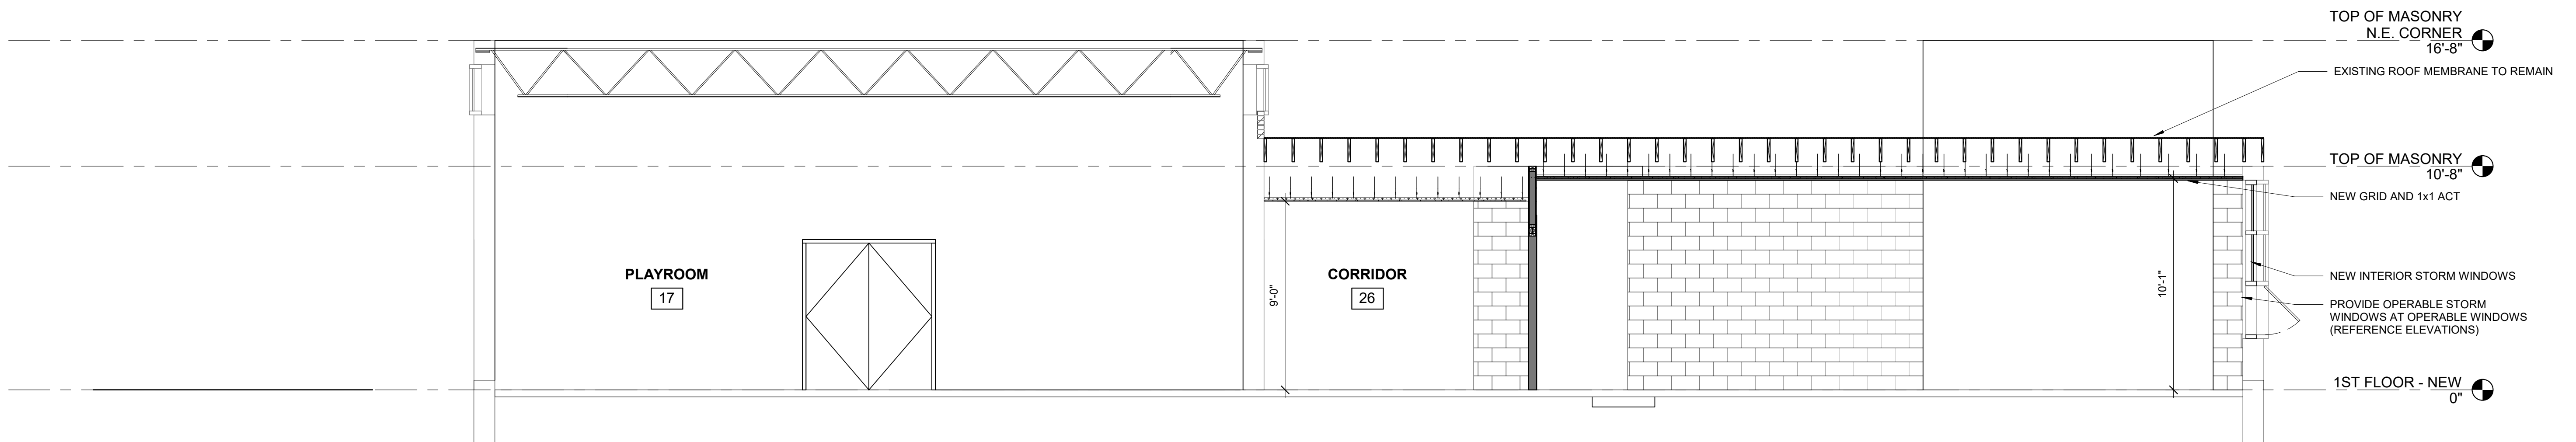 TOP OF MASONRY
N.E. CORNER
16'-8"
EXISTING ROOF MEMBRANE TO REMAIN
TOP OF MASONRY
10'-8"
NEW GRID AND 1x1 ACT
PLAYROOM
17
9'-0"
CORRIDOR
26
10'-1"
NEW INTERIOR STORM WINDOWS
PROVIDE OPERABLE STORM
WINDOWS AT OPERABLE WINDOWS
(REFERENCE ELEVATIONS)
1ST FLOOR - NEW
0"